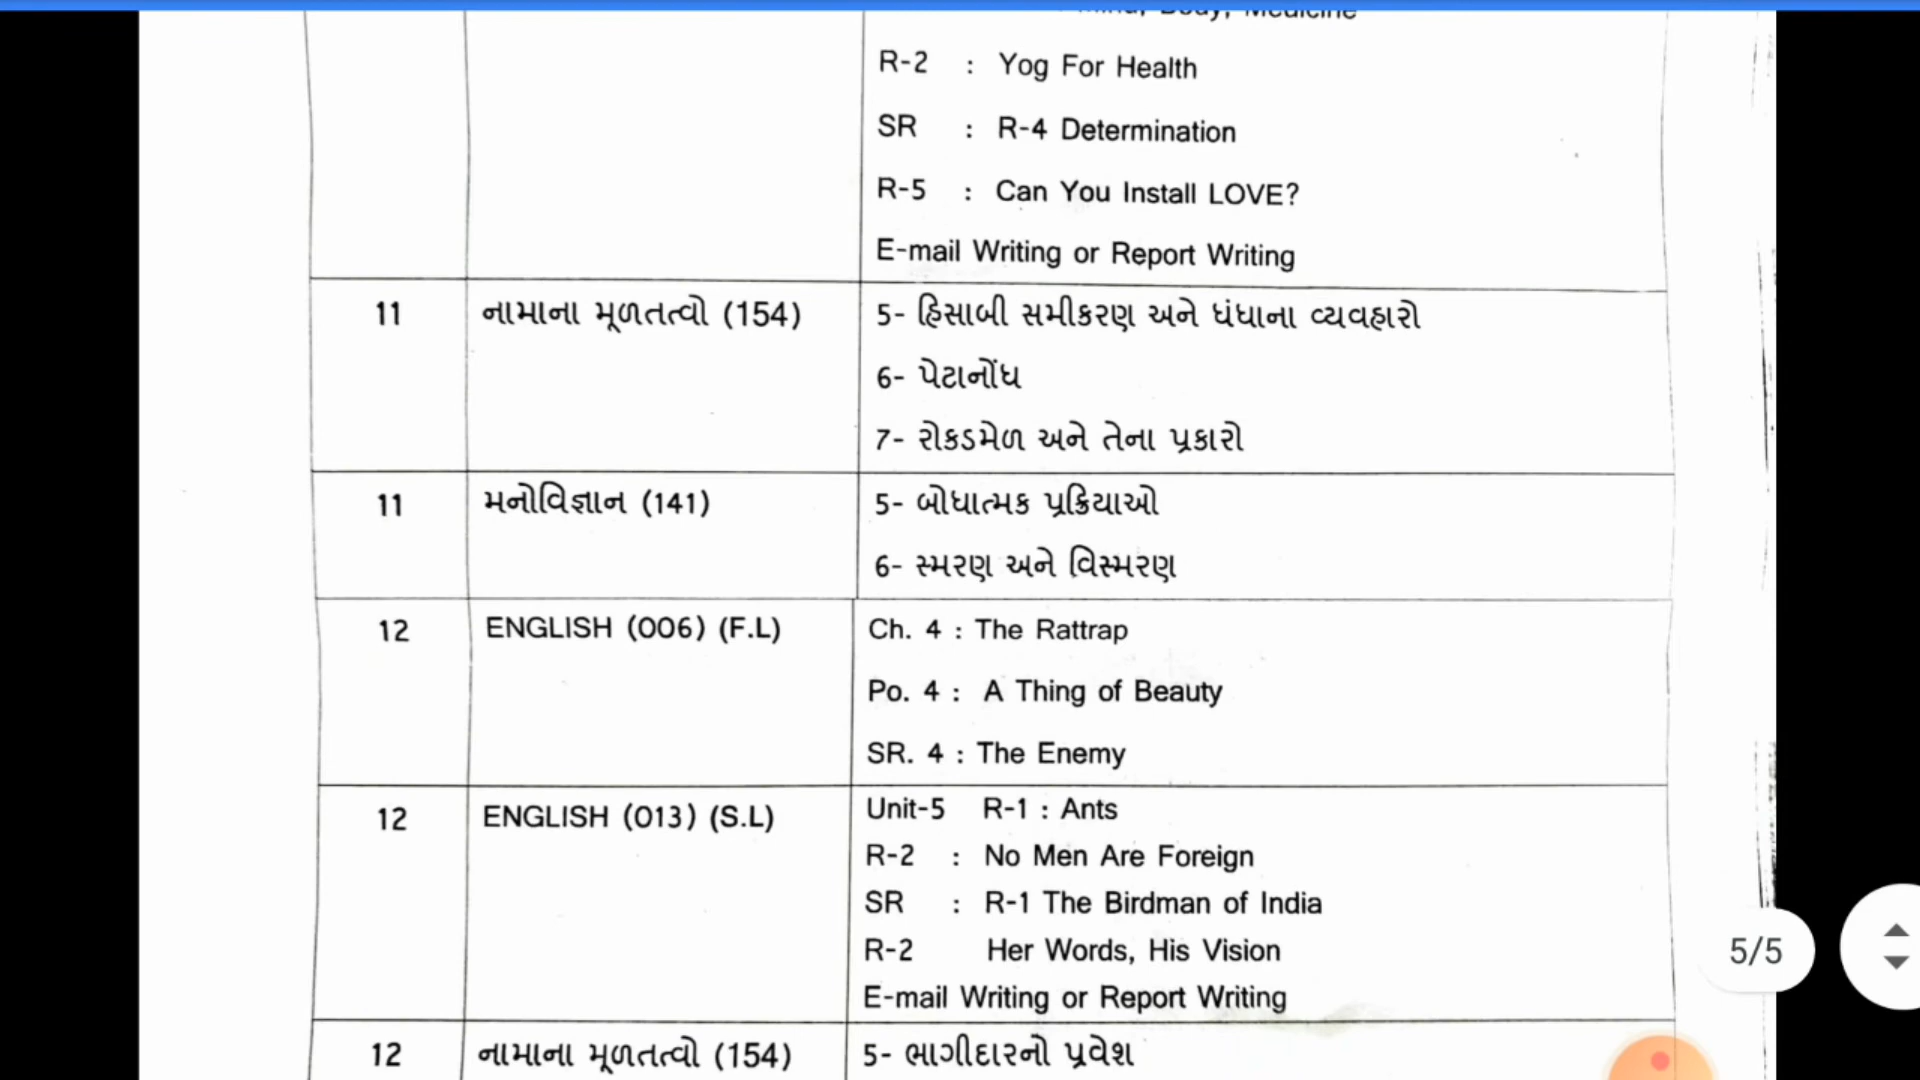 R-2 : Yog For Health
SR : R-4 Determination
R-5 : Can You Install LOVE?
E-mail Writing or Report Writing
11 નામાના મૂળતત્વો (154) 5- હિસાબી સમીકરણ અને ધંધાના વ્યવહારો
6- પેટાનોંધ
7- રોકડમેળ અને તેના પ્રકારો
11 મનોવિજ્ઞાન (141) 5- બોધાત્મક પ્રક્રિયાઓ
6- સ્મરણ અને વિસ્મરણ
12 ENGLISH (006) (F.L) Ch. 4 : The Rattrap
Po. 4 : A Thing of Beauty
SR. 4 : The Enemy
12 ENGLISH (013) (S.L) Unit-5 R-1 : Ants
R-2 : No Men Are Foreign
SR : R-1 The Birdman of India
R-2 Her Words, His Vision
5/5
E-mail Writing or Report Writing
12 નામાના મૂળતત્વો (154) 5- ભાગીદારનો પ્રવેશ